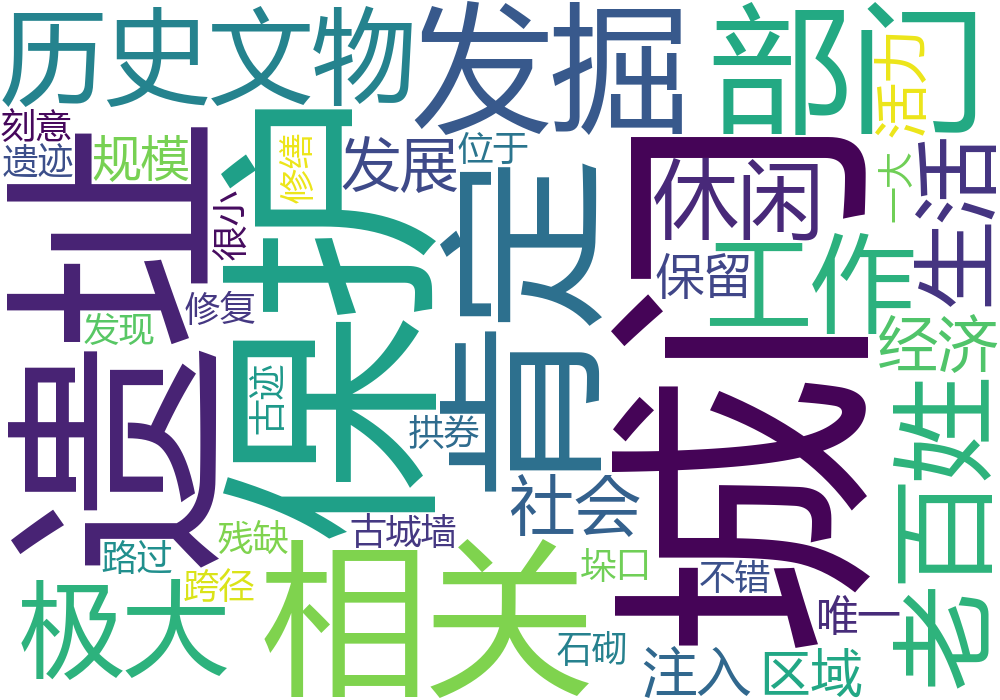 历史文物
发掘
部门
活力
刻意
遗迹
规模
修缮
发展
位于
一大
生活
遗址
保护
肯定
城门
休闲
工作
很小
保留
修复
发现
经济
古迹
拱券
老百姓
社会
古城墙
残缺
路过
跨径
垛口
不错
唯一
极大
相关
石砌
注入
区域